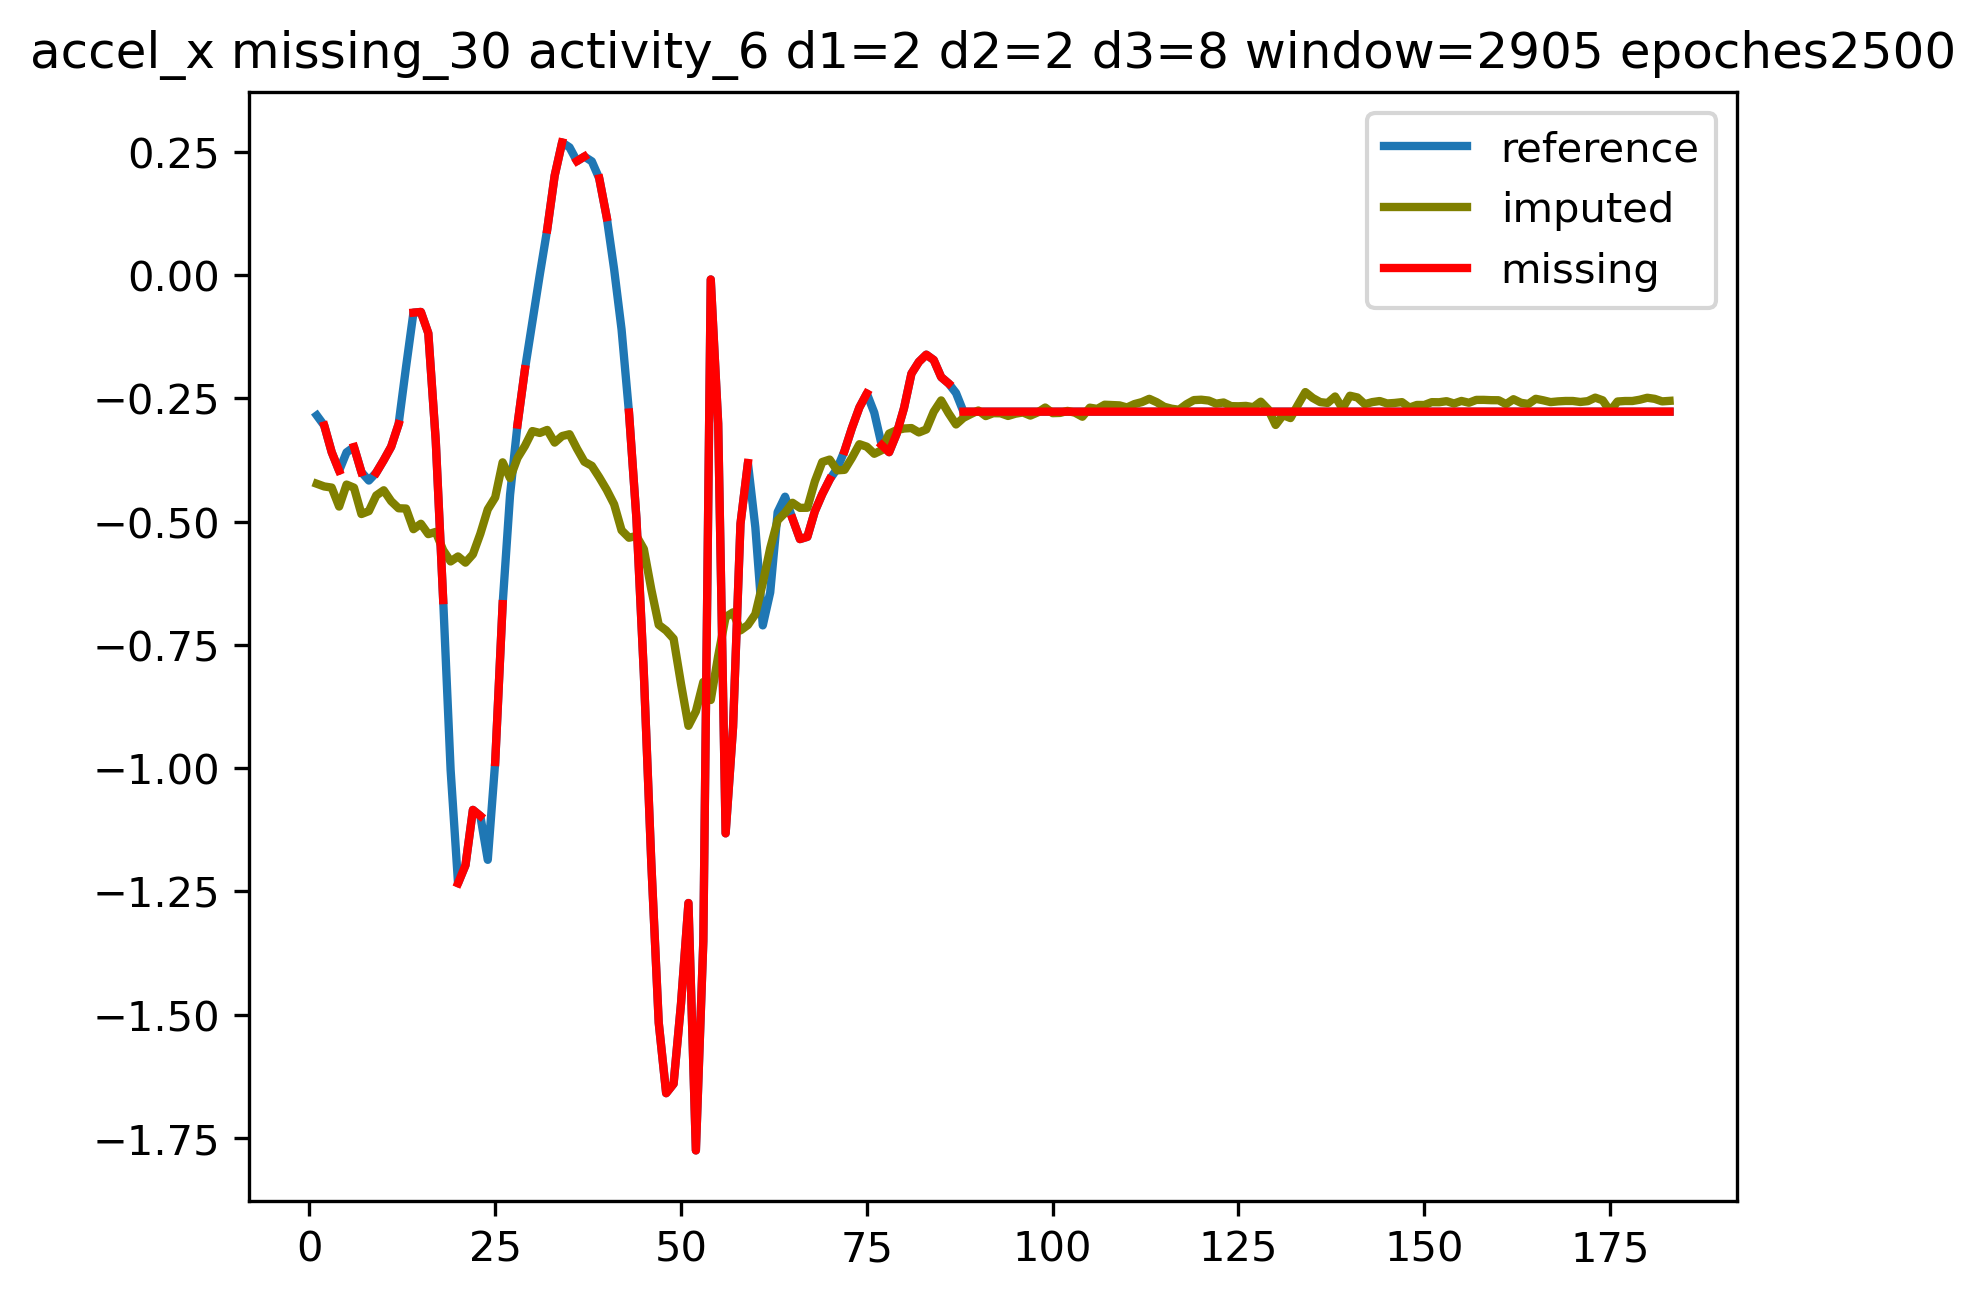 accel_x missing_30 activity_6 d1=2 d2=2 d3=8 window=2905 epoches2500
reference
imputed
missing
0.25
0.00
−0.25
−0.50
−0.75
−1.00
−1.25
−1.50
−1.75
0 25 50 75 100 125 150 175